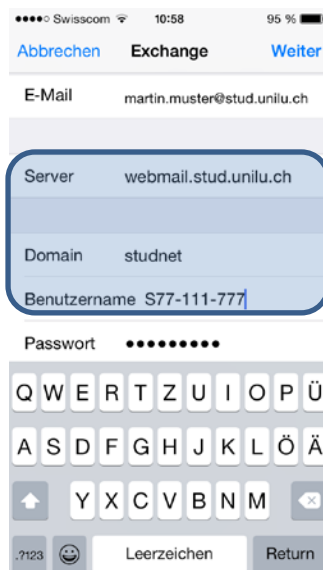 Swisscom 10:58 95 %
Abbrechen Exchange Weiter
E-Mail martin.muster@stud.unilu.ch
Server webmail.stud.unilu.ch
Domain studnet
Benutzername S77-111-777
Passwort •••••••••
Q W E R T Z U I O P Ü
A S D F G H J K L Ö Ä
Y X C V B N M
.?123 Leerzeichen Return